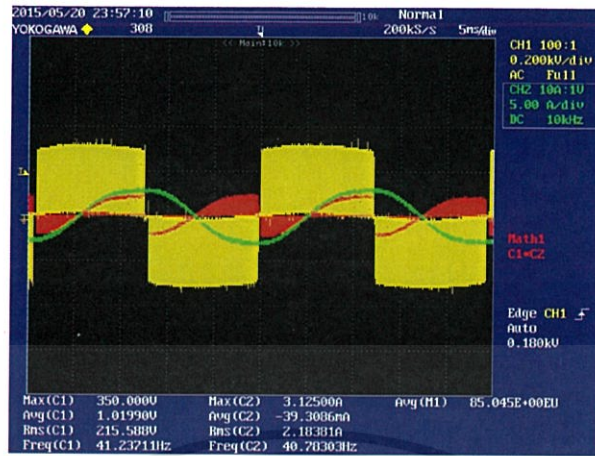 2015/05/20 23:57:10 10k Normal
YOKOGAWA 308 200kS/s 5ms/div
<< Main:10k >>
CH1 100:1
0.200kV/div
AC Full
CH2 10A:1V
5.00 A/div
DC 10kHz
Math1
C1*C2
Edge CH1
Auto
0.180kV
Max(C1) 350.000V Max(C2) 3.12500A Avg(M1) 85.045E+00EU
Avg(C1) 1.01990V Avg(C2) -39.3086mA
Rms(C1) 215.588V Rms(C2) 2.18381A
Freq(C1) 41.23711Hz Freq(C2) 40.78303Hz